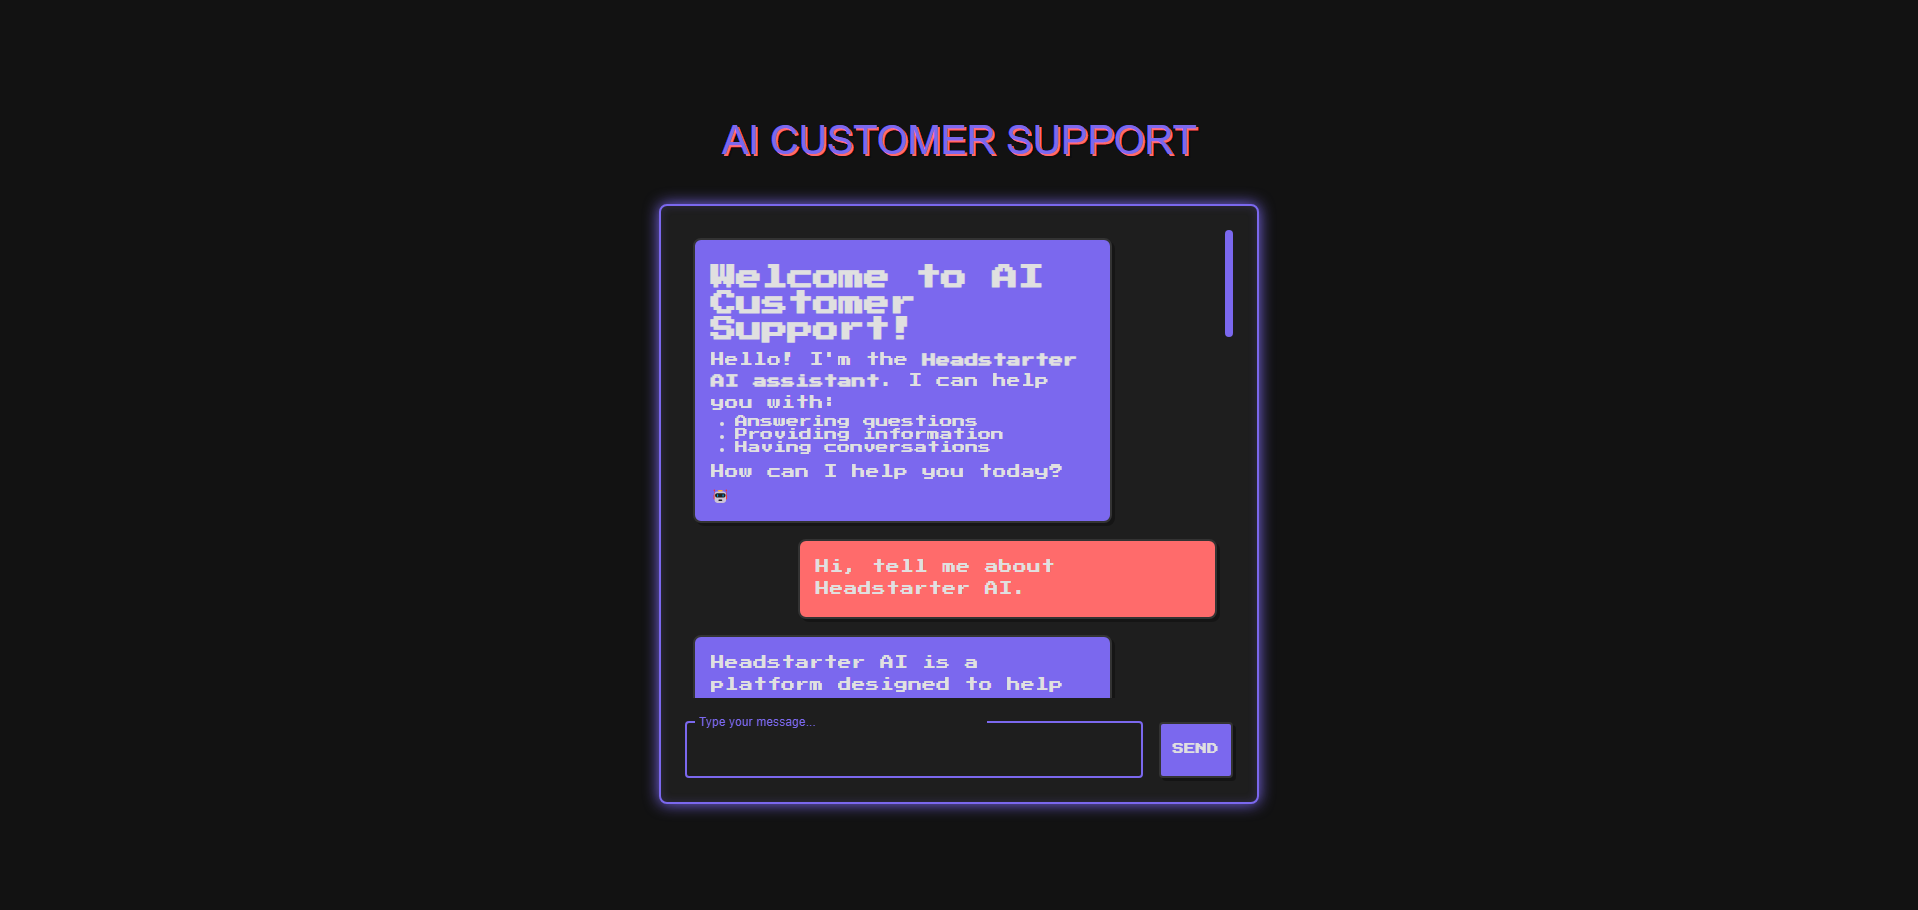 AI CUSTOMER SUPPORT
Welcome to AI
Customer
Support!
Hello! I'm the Headstarter
AI assistant. I can help
you with:
• Answering questions
• Providing information
• Having conversations
How can I help you today?
🤖
Hi, tell me about
Headstarter AI.
Headstarter AI is a
platform designed to help
Type your message...
SEND